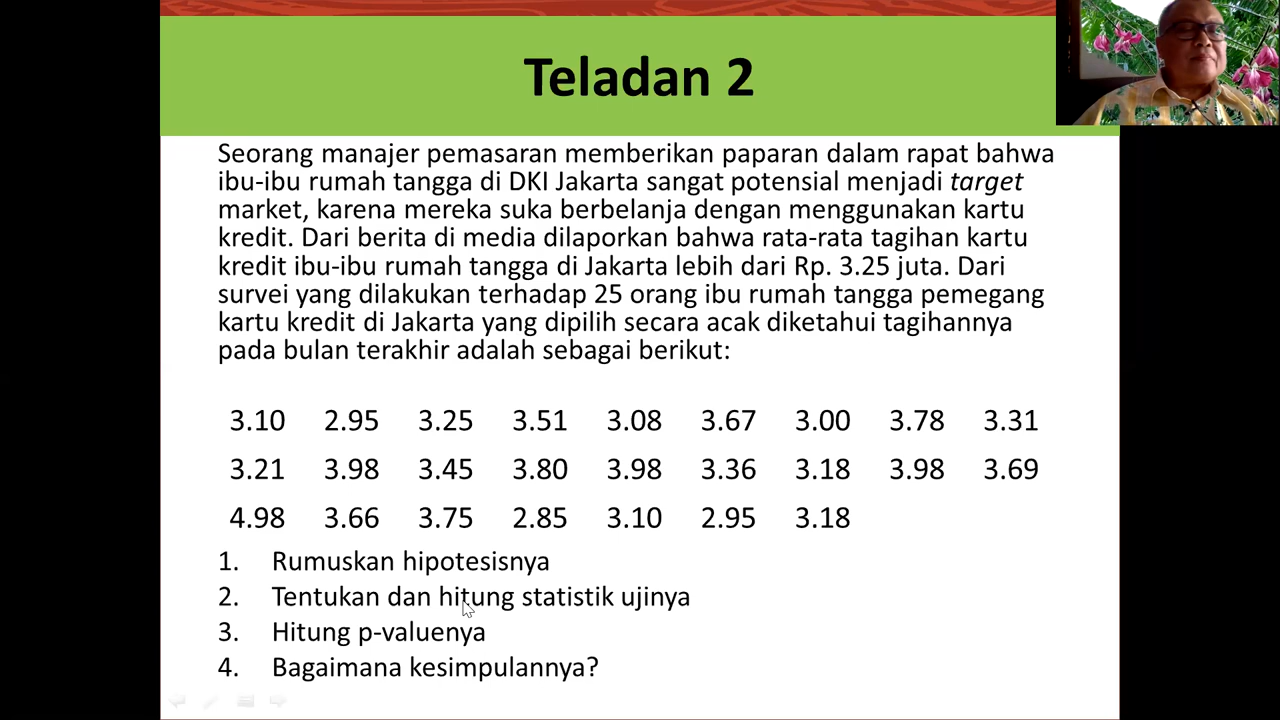 Teladan 2
Seorang manajer pemasaran memberikan paparan dalam rapat bahwa
ibu-ibu rumah tangga di DKI Jakarta sangat potensial menjadi target
market, karena mereka suka berbelanja dengan menggunakan kartu
kredit. Dari berita di media dilaporkan bahwa rata-rata tagihan kartu
kredit ibu-ibu rumah tangga di Jakarta lebih dari Rp. 3.25 juta. Dari
survei yang dilakukan terhadap 25 orang ibu rumah tangga pemegang
kartu kredit di Jakarta yang dipilih secara acak diketahui tagihannya
pada bulan terakhir adalah sebagai berikut:
3.10 2.95 3.25 3.51 3.08 3.67 3.00 3.78 3.31
3.21 3.98 3.45 3.80 3.98 3.36 3.18 3.98 3.69
4.98 3.66 3.75 2.85 3.10 2.95 3.18
1. Rumuskan hipotesisnya
2. Tentukan dan hitung statistik ujinya
3. Hitung p-valuenya
4. Bagaimana kesimpulannya?